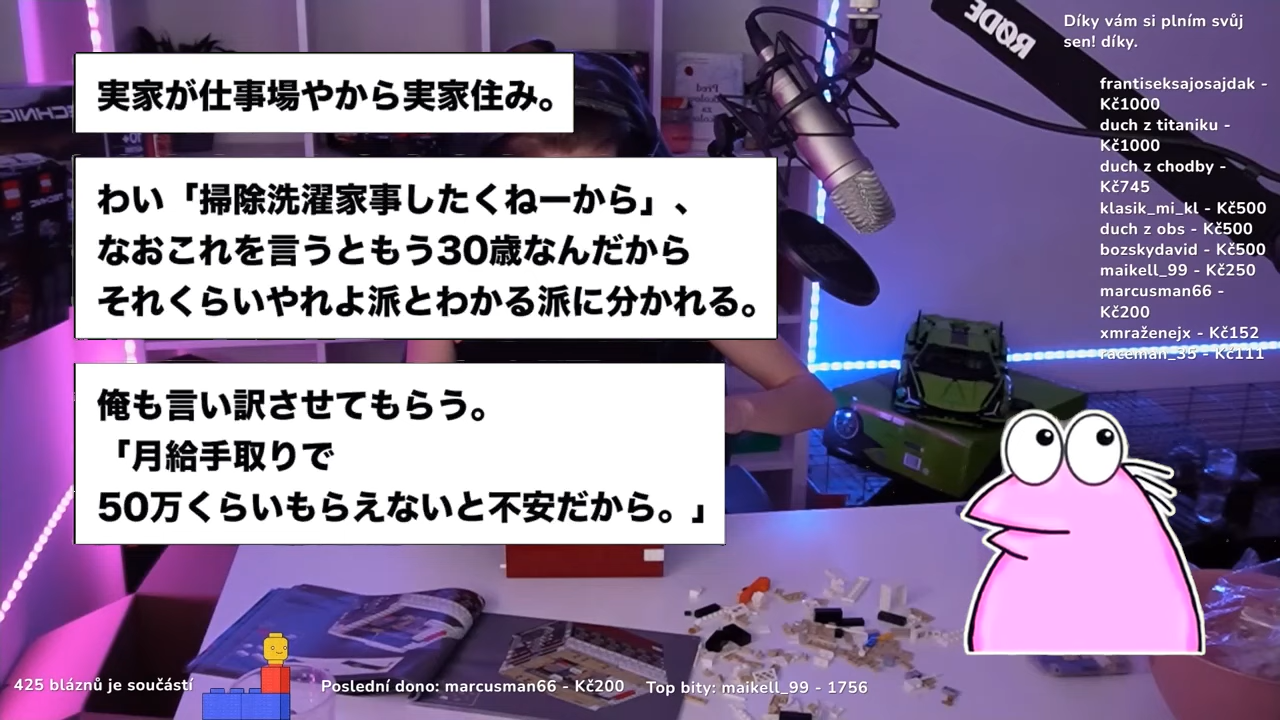 実家が仕事場やから実家住み。
わい「掃除洗濯家事したくねーから」、
なおこれを言うともう30歳なんだから
それくらいやれよ派とわかる派に分かれる。
俺も言い訳させてもらう。
「月給手取りで
50万くらいもらえないと不安だから。」
RØDE
Díky vám si plním svůj
sen! díky.
frantiseksajosajdak -
Kč1000
duch z titaniku -
Kč1000
duch z chodby -
Kč745
klasik_mi_kl - Kč500
duch z obs - Kč500
bozskydavid - Kč500
maikell_99 - Kč250
marcusman66 -
Kč200
xmraženejx - Kč152
raceman_35 - Kč111
TECHNIC
425 bláznů je součástí
Poslední dono: marcusman66 - Kč200
Top bity: maikell_99 - 1756